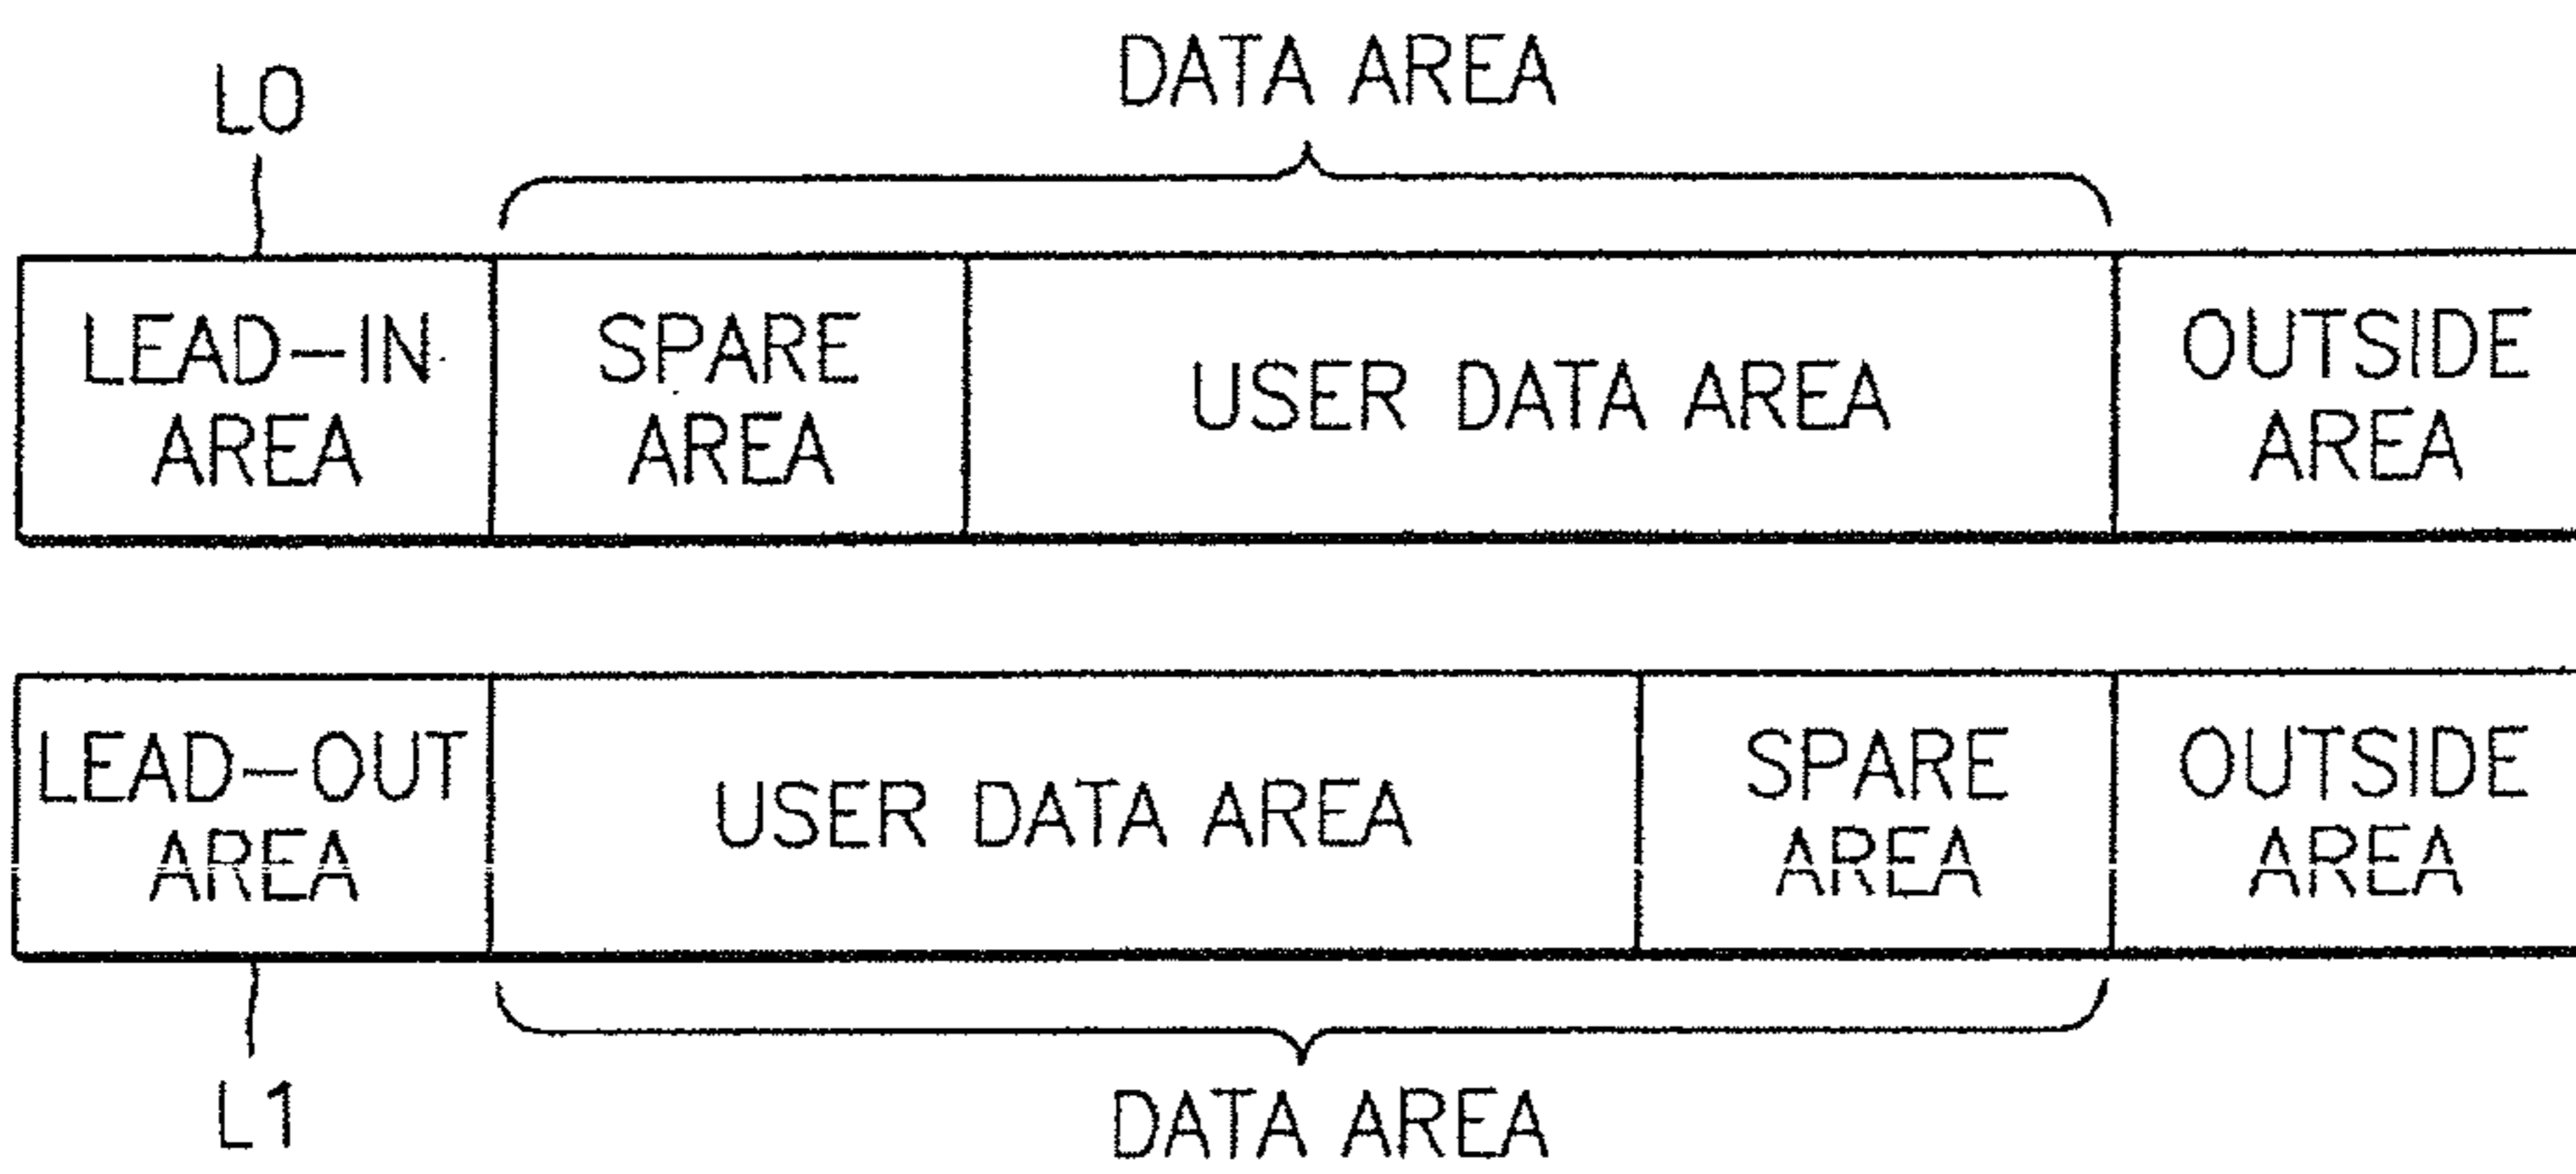 L0
DATA AREA
LEAD-IN
AREA
SPARE
AREA
USER DATA AREA
OUTSIDE
AREA
LEAD-OUT
AREA
USER DATA AREA
SPARE
AREA
OUTSIDE
AREA
L1
DATA AREA